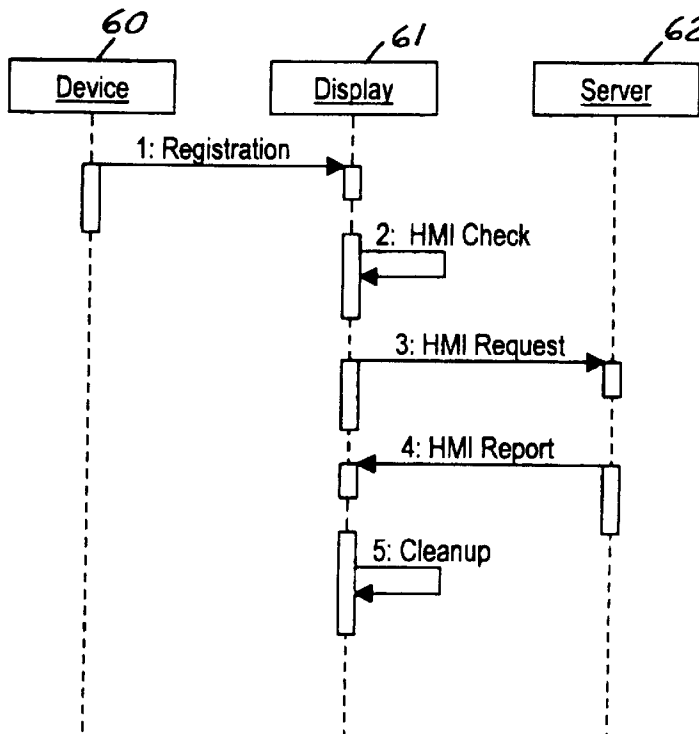 60
61
62
Device
Display
Server
1: Registration
2: HMI Check
3: HMI Request
4: HMI Report
5: Cleanup